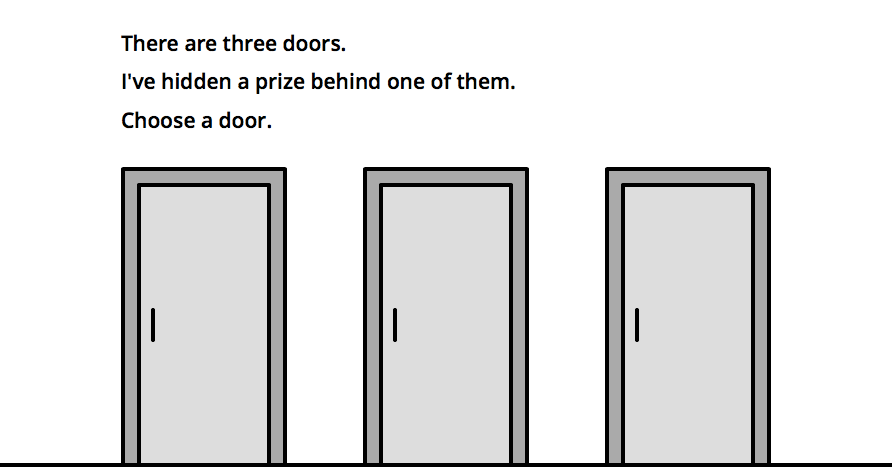 There are three doors.
I've hidden a prize behind one of them.
Choose a door.